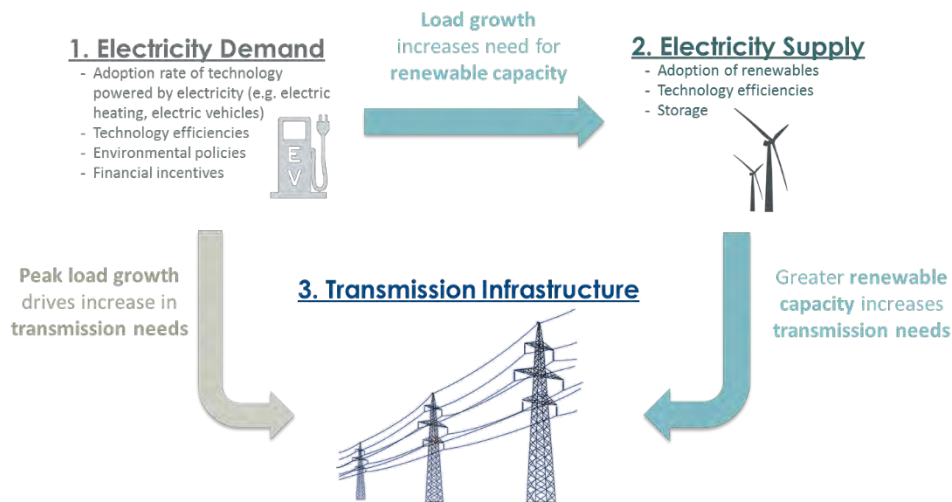 1. Electricity Demand
- Adoption rate of technology
powered by electricity (e.g. electric
heating, electric vehicles)
- Technology efficiencies
- Environmental policies
- Financial incentives
EV
Load growth
increases need for
renewable capacity
2. Electricity Supply
- Adoption of renewables
- Technology efficiencies
- Storage
Peak load growth
drives increase in
transmission needs
3. Transmission Infrastructure
Greater renewable
capacity increases
transmission needs